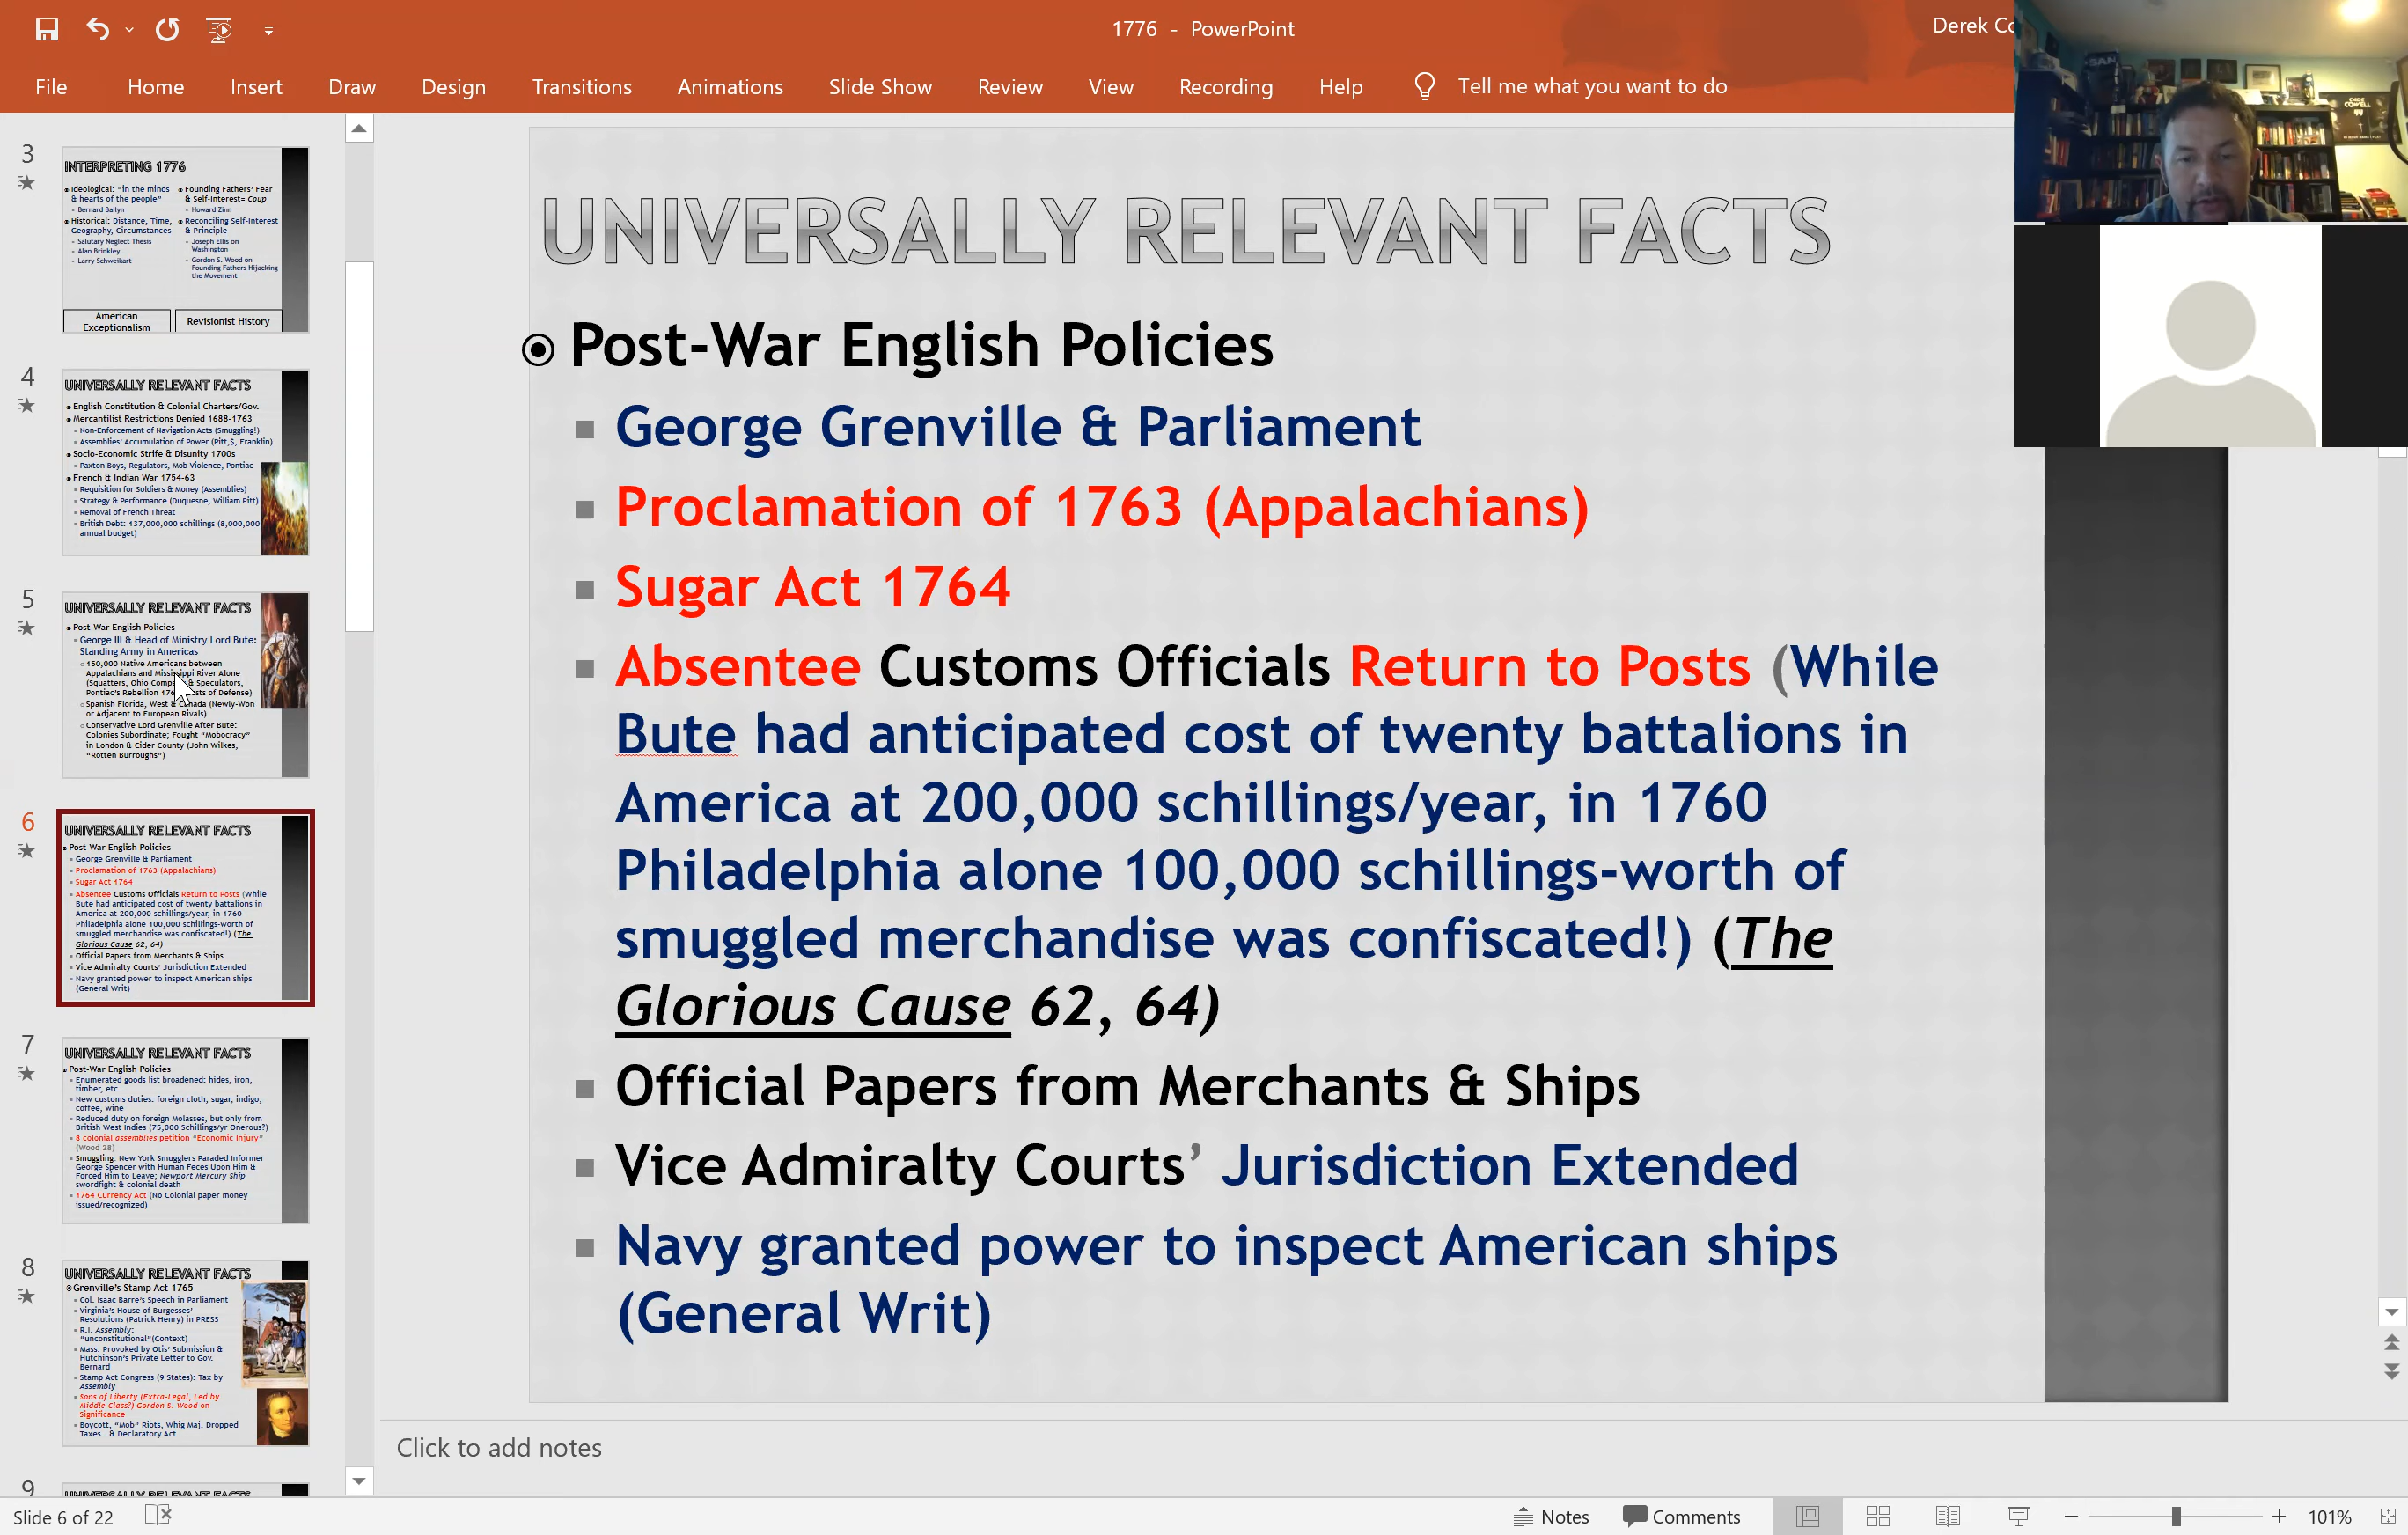 1776 - PowerPoint
Derek Co
File Home Insert Draw Design Transitions Animations Slide Show Review View Recording Help Tell me what you want to do
3
INTERPRETING 1776
Ideological: "in the minds
& hearts of the people"
- Bernard Bailyn
Historical: Distance, Time,
Geography, Circumstances
- Salutary Neglect Thesis
- Alan Brinkley
- Larry Schweikart
Founding Fathers' Fear
& Self-Interest= Coup
- Howard Zinn
Reconciling Self-Interest
& Principle
- Joseph Ellis on
Washington
- Gordon S. Wood on
Founding Fathers Hijacking
the Movement
American
Exceptionalism
Revisionist History
4
UNIVERSALLY RELEVANT FACTS
English Constitution & Colonial Charters/Gov.
Mercantilist Restrictions Denied 1688-1763
Non-Enforcement of Navigation Acts (Smuggling!)
Assemblies' Accumulation of Power (Pitt,$, Franklin)
Socio-Economic Strife & Disunity 1700s
Paxton Boys, Regulators, Mob Violence, Pontiac
French & Indian War 1754-63
Requisition for Soldiers & Money (Assemblies)
Strategy & Performance (Duquesne, William Pitt)
Removal of French Threat
British Debt: 137,000,000 schillings (8,000,000
annual budget)
5
UNIVERSALLY RELEVANT FACTS
Post-War English Policies
George III & Head of Ministry Lord Bute:
Standing Army in Americas
150,000 Native Americans between
Appalachians and Mississippi River Alone
(Squatters, Ohio Compa & Speculators,
Pontiac's Rebellion 176 sts of Defense)
Spanish Florida, West & Canada (Newly-Won
or Adjacent to European Rivals)
Conservative Lord Grenville After Bute:
Colonies Subordinate; Fought "Mobocracy"
in London & Cider County (John Wilkes,
"Rotten Burroughs")
6
UNIVERSALLY RELEVANT FACTS
Post-War English Policies
George Grenville & Parliament
Proclamation of 1763 (Appalachians)
Sugar Act 1764
Absentee Customs Officials Return to Posts (While
Bute had anticipated cost of twenty battalions in
America at 200,000 schillings/year, in 1760
Philadelphia alone 100,000 schillings-worth of
smuggled merchandise was confiscated!) (The
Glorious Cause 62, 64)
Official Papers from Merchants & Ships
Vice Admiralty Courts' Jurisdiction Extended
Navy granted power to inspect American ships
(General Writ)
7
UNIVERSALLY RELEVANT FACTS
Post-War English Policies
Enumerated goods list broadened: hides, iron,
timber, etc.
New customs duties: foreign cloth, sugar, indigo,
coffee, wine
Reduced duty on foreign Molasses, but only from
British West Indies (75,000 Schillings/yr Onerous?)
8 colonial assemblies petition "Economic Injury"
(Wood 28)
Smuggling: New York Smugglers Paraded Informer
George Spencer with Human Feces Upon Him &
Forced Him to Leave; Newport Mercury Ship
swordfight & colonial death
1764 Currency Act (No Colonial paper money
issued/recognized)
8
UNIVERSALLY RELEVANT FACTS
Grenville's Stamp Act 1765
Col. Isaac Barre's Speech in Parliament
Virginia's House of Burgesses'
Resolutions (Patrick Henry) in PRESS
R.I. Assembly:
"unconstitutional"(Context)
Mass. Provoked by Otis' Submission &
Hutchinson's Private Letter to Gov.
Bernard
Stamp Act Congress (9 States): Tax by
Assembly
Sons of Liberty (Extra-Legal, Led by
Middle Class?) Gordon S. Wood on
Significance
Boycott, "Mob" Riots, Whig Maj. Dropped
Taxes... & Declaratory Act
9
UNIVERSALLY RELEVANT FACTS
UNIVERSALLY RELEVANT FACTS
Post-War English Policies
George Grenville & Parliament
Proclamation of 1763 (Appalachians)
Sugar Act 1764
Absentee Customs Officials Return to Posts (While
Bute had anticipated cost of twenty battalions in
America at 200,000 schillings/year, in 1760
Philadelphia alone 100,000 schillings-worth of
smuggled merchandise was confiscated!) (The
Glorious Cause 62, 64)
Official Papers from Merchants & Ships
Vice Admiralty Courts' Jurisdiction Extended
Navy granted power to inspect American ships
(General Writ)
Click to add notes
Slide 6 of 22
Notes Comments 101%